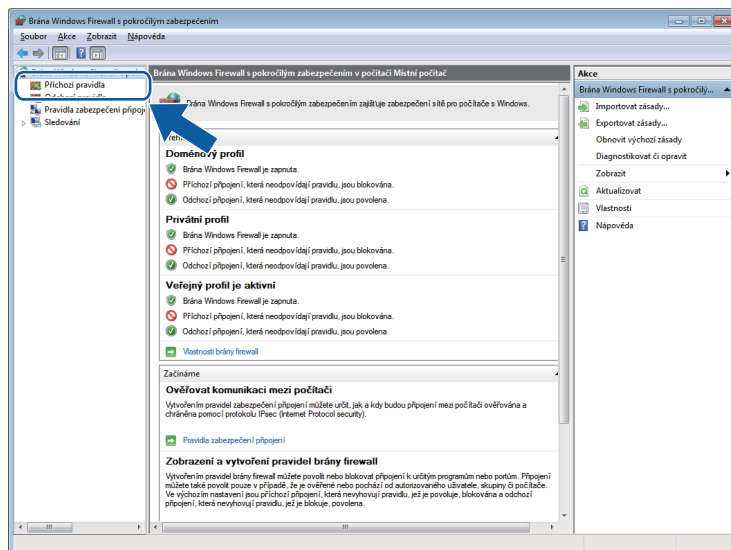 Brána Windows Firewall s pokročilým zabezpečením
Soubor Akce Zobrazit Nápověda
Příchozí pravidla
Odchozí pravidla
Pravidla zabezpečení připoj
Sledování
Brána Windows Firewall s pokročilým zabezpečením v počítači Místní počítač
Brána Windows Firewall s pokročilým zabezpečením zajišťuje zabezpečení sítě pro počítače s Windows.
Doménový profil
Brána Windows Firewall je zapnuta.
Příchozí připojení, která neodpovídají pravidlu, jsou blokována.
Odchozí připojení, která neodpovídají pravidlu, jsou povolena.
Privátní profil
Brána Windows Firewall je zapnuta.
Příchozí připojení, která neodpovídají pravidlu, jsou blokována.
Odchozí připojení, která neodpovídají pravidlu, jsou povolena.
Veřejný profil je aktivní
Brána Windows Firewall je zapnuta.
Příchozí připojení, která neodpovídají pravidlu, jsou blokována.
Odchozí připojení, která neodpovídají pravidlu, jsou povolena.
Vlastnosti brány firewall
Začínáme
Ověřovat komunikaci mezi počítači
Vytvořením pravidel zabezpečení připojení můžete určit, jak a kdy budou připojení mezi počítači ověřována a
chráněna pomocí protokolu IPsec (Internet Protocol security).
Pravidla zabezpečení připojení
Zobrazení a vytvoření pravidel brány firewall
Vytvořením pravidel brány firewall můžete povolit nebo blokovat připojení k určitým programům nebo portům. Připojení
můžete také povolit pouze v případě, že je ověřené nebo pochází od autorizovaného uživatele, skupiny či počítače.
Ve výchozím nastavení jsou příchozí připojení, která nevyhovují pravidlu, jež je povoluje, blokována a odchozí
připojení, která nevyhovují pravidlu, jež je blokuje, povolena.
Akce
Brána Windows Firewall s pokročilý...
Importovat zásady...
Exportovat zásady...
Obnovit výchozí zásady
Diagnostikovat či opravit
Zobrazit
Aktualizovat
Vlastnosti
Nápověda